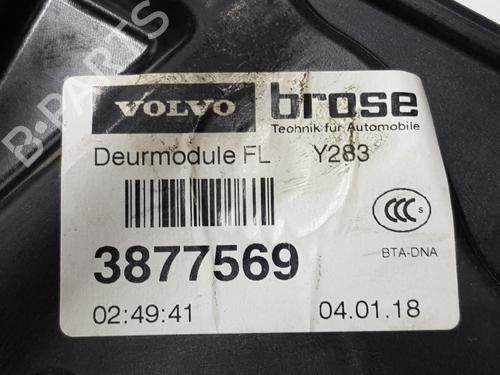 VOLVO
brose
Technik für Automobile
Deurmodule FL Y283
CCC S
3877569
BTA-DNA
02:49:41 04.01.18
B-PARTS